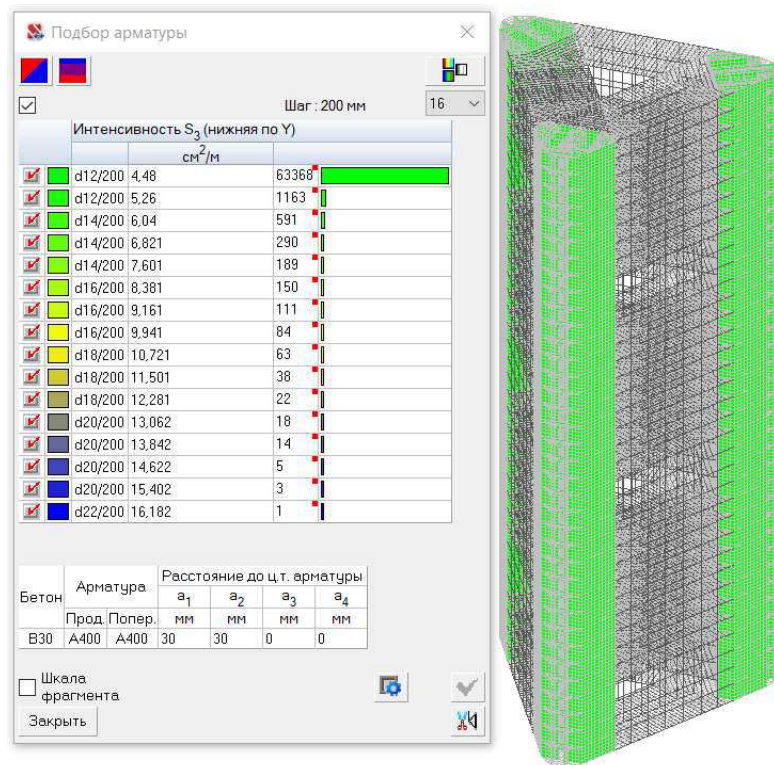 Подбор арматуры
Шаг : 200 мм
16
Интенсивность S3 (нижняя по Y)
см2/м
d12/200 4,48 63368
d12/200 5,26 1163
d14/200 6,04 591
d14/200 6,821 290
d14/200 7,601 189
d16/200 8,381 150
d16/200 9,161 111
d16/200 9,941 84
d18/200 10,721 63
d18/200 11,501 38
d18/200 12,281 22
d20/200 13,062 18
d20/200 13,842 14
d20/200 14,622 5
d20/200 15,402 3
d22/200 16,182 1
Бетон Арматура Расстояние до ц.т. арматуры
a1 a2 a3 a4
Прод. Попер. мм мм мм мм
B30 A400 A400 30 30 0 0
Шкала
фрагмента
Закрыть